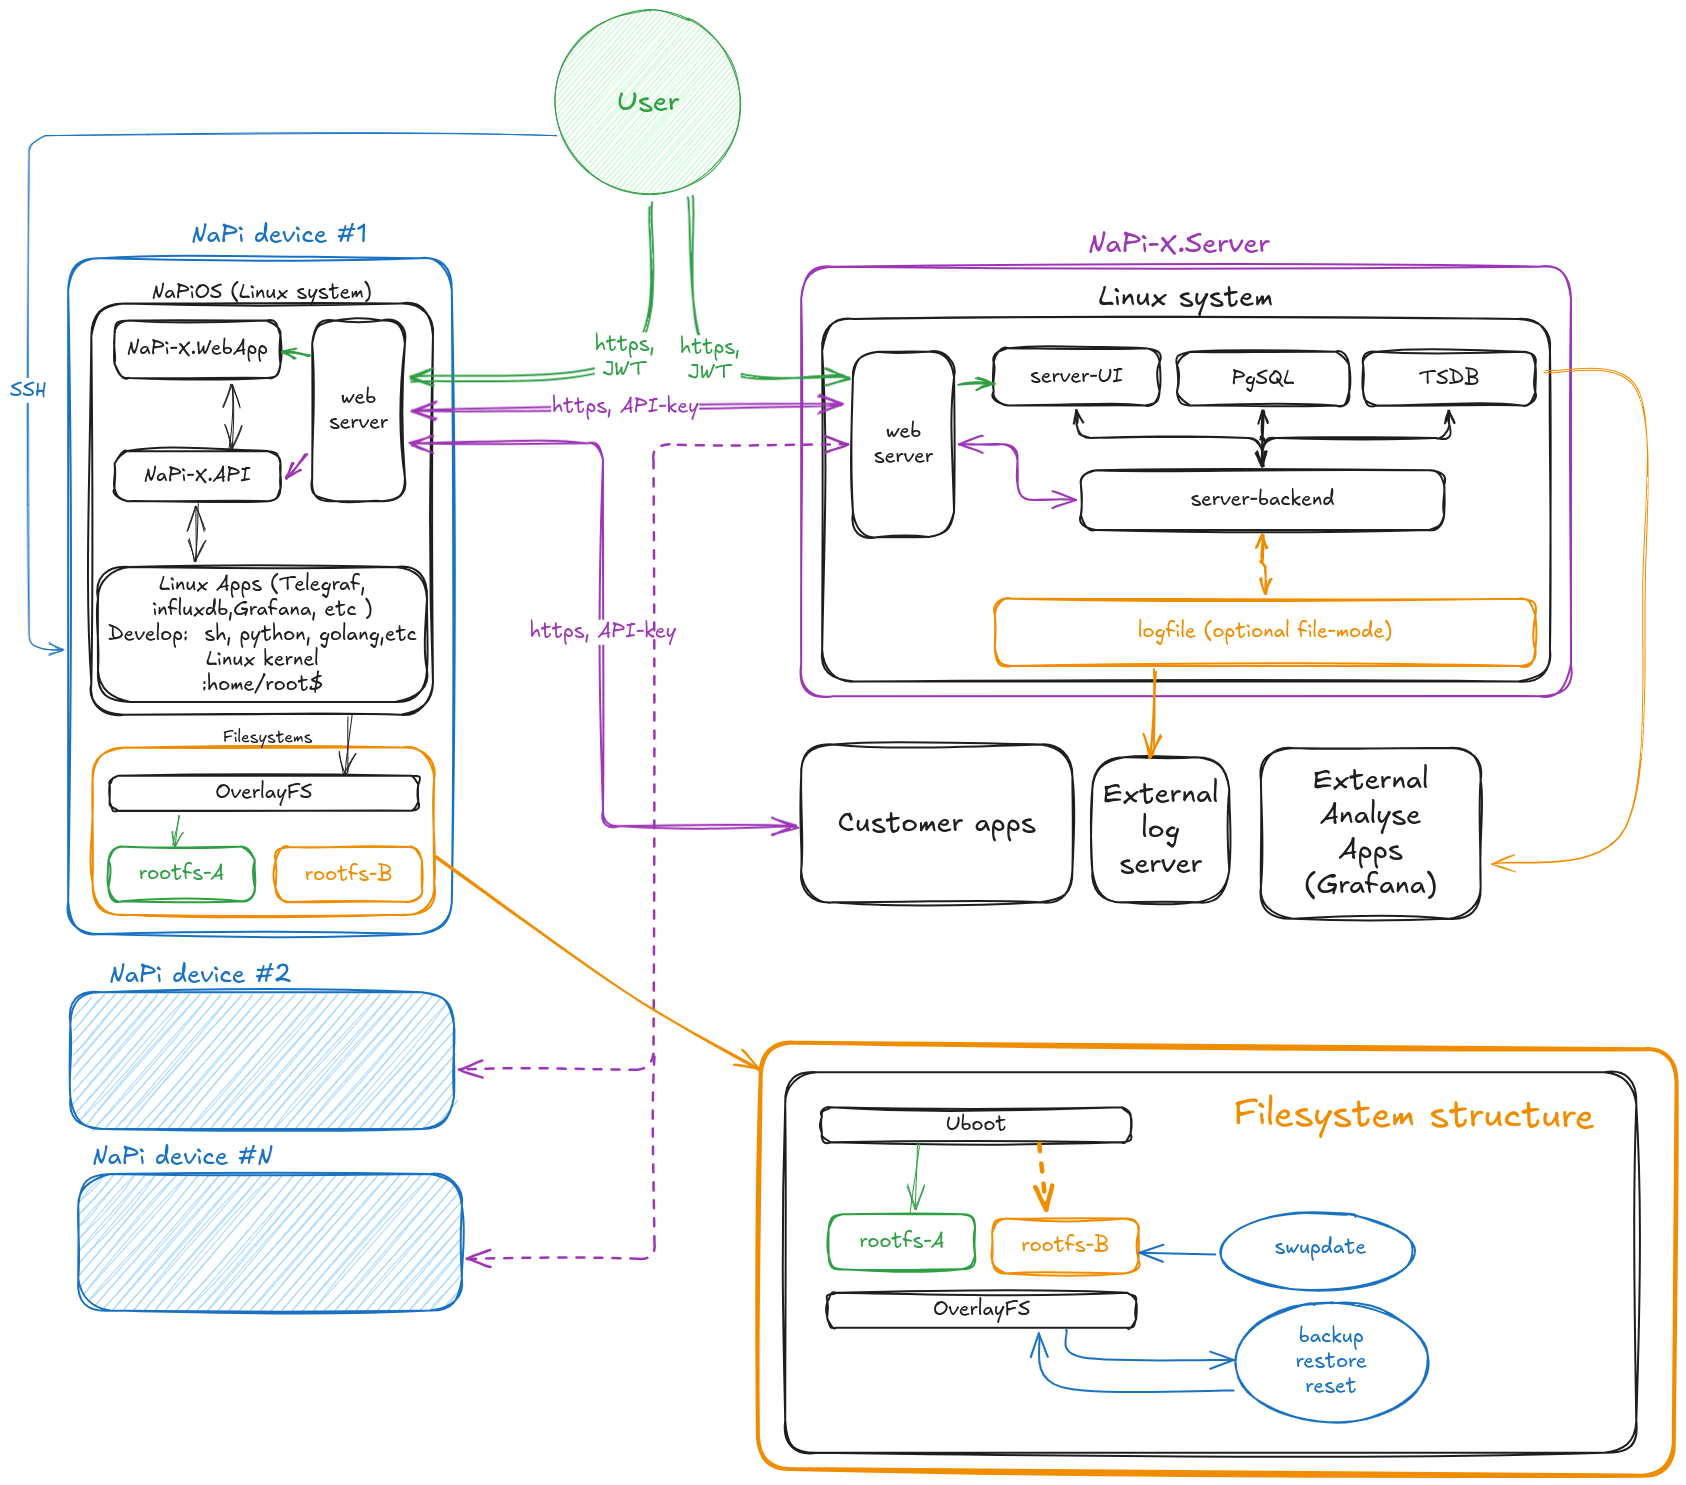 User
SSH
NaPi device #1
NaPiOS (Linux system)
NaPi-X.WebApp
web
server
NaPi-X.API
Linux Apps (Telegraf,
influxdb,Grafana, etc )
Develop:  sh, python, golang,etc
Linux kernel
:home/root$
Filesystems
OverlayFS
rootfs-A
rootfs-B
NaPi device #2
NaPi device #N
https,
JWT
https,
JWT
https, API-key
https, API-key
NaPi-X.Server
Linux system
web
server
server-UI
PgSQL
TSDB
server-backend
logfile (optional file-mode)
Customer apps
External
log
server
External
Analyse
Apps
(Grafana)
Filesystem structure
Uboot
rootfs-A
rootfs-B
swupdate
OverlayFS
backup
restore
reset